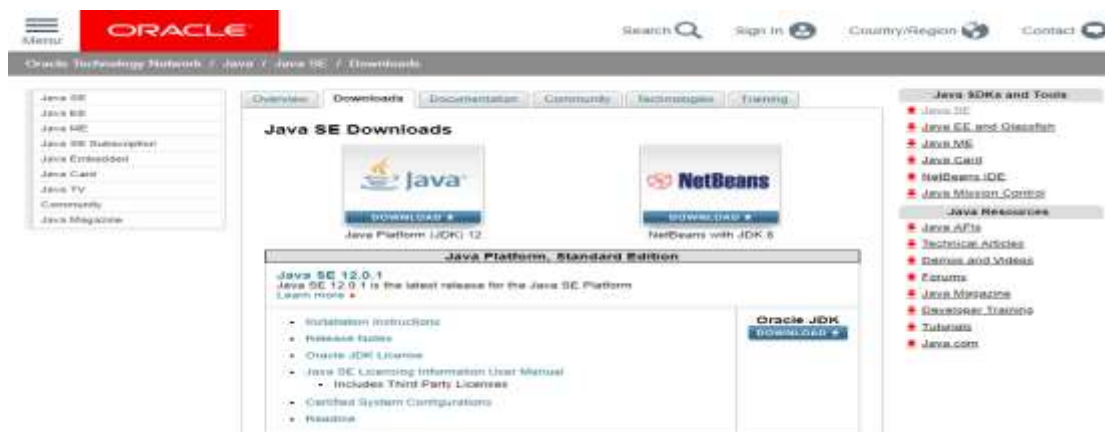 Menu
ORACLE
Search
Sign In
Country/Region
Contact
Oracle Technology Network / Java / Java SE / Downloads
Java SE
Java EE
Java ME
Java SE Subscription
Java Embedded
Java Card
Java TV
Community
Java Magazine
Overview
Downloads
Documentation
Community
Technologies
Training
Java SE Downloads
Java
DOWNLOAD
Java Platform (JDK) 12
NetBeans
DOWNLOAD
NetBeans with JDK 8
Java Platform, Standard Edition
Java SE 12.0.1
Java SE 12.0.1 is the latest release for the Java SE Platform
Learn more
Installation Instructions
Release Notes
Oracle JDK License
Java SE Licensing Information User Manual
Includes Third Party Licenses
Certified System Configurations
Readme
Oracle JDK
DOWNLOAD
Java SDKs and Tools
Java SE
Java EE and Glassfish
Java ME
Java Card
NetBeans IDE
Java Mission Control
Java Resources
Java APIs
Technical Articles
Demos and Videos
Forums
Java Magazine
Developer Training
Tutorials
Java.com